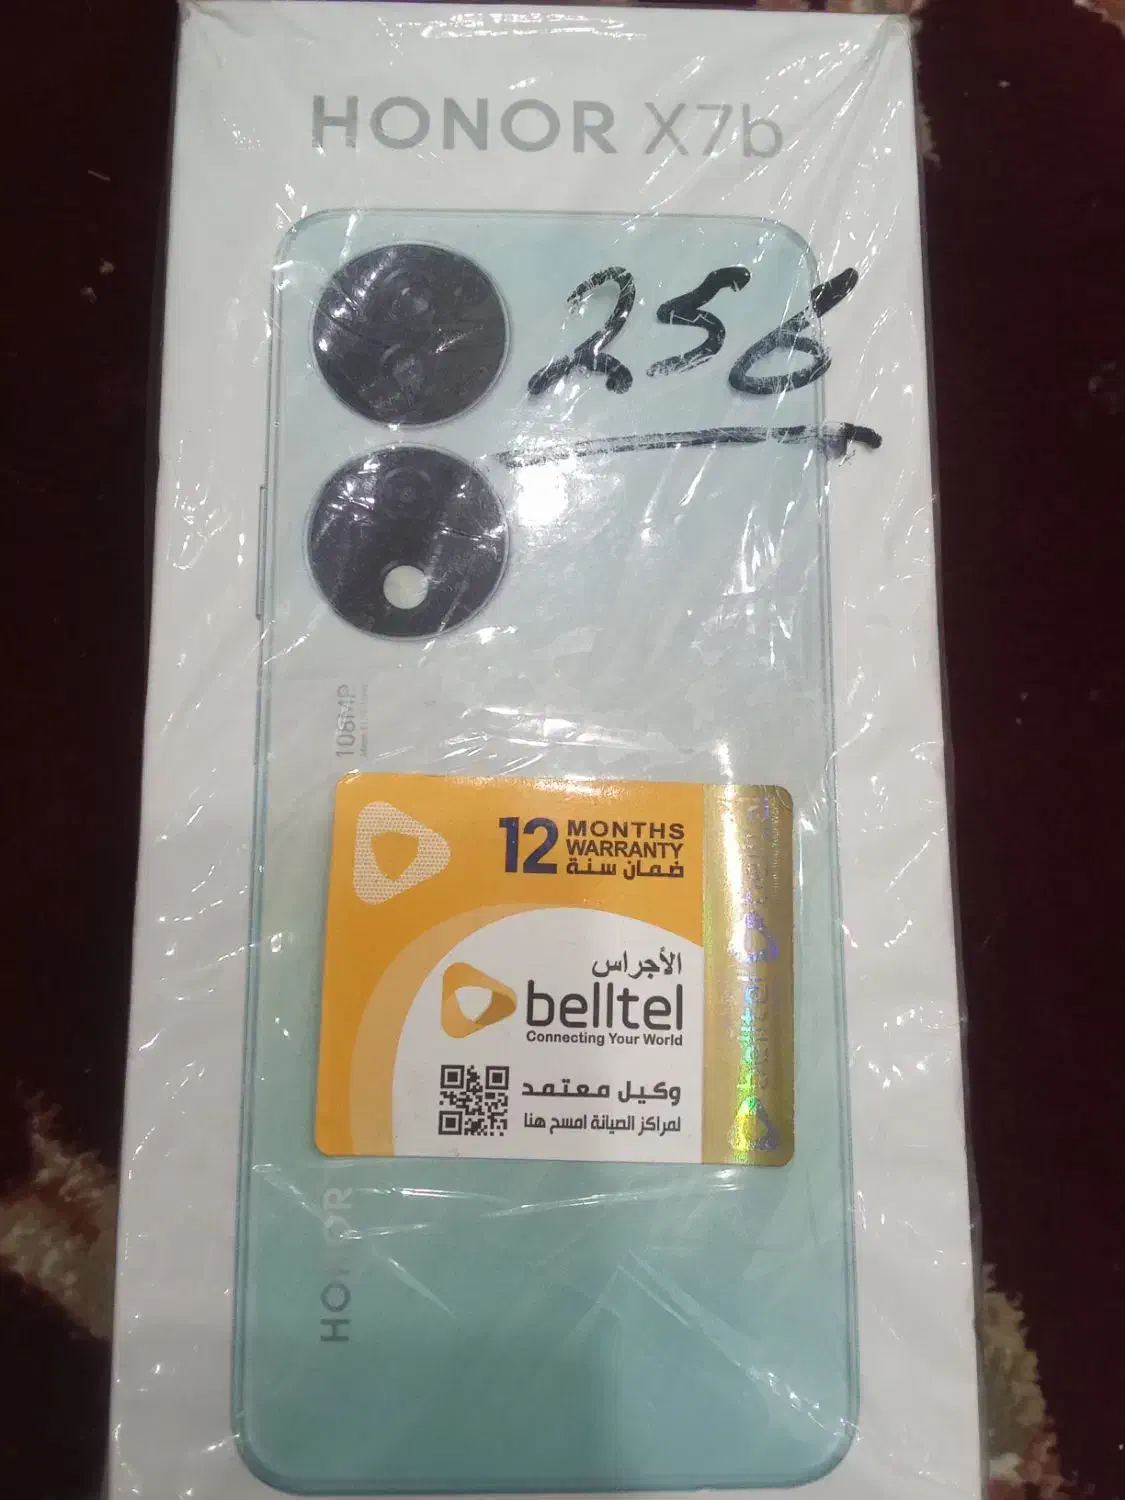 HONOR X7b
256
108MP
12 MONTHS
WARRANTY
ضمان سنة
الأجراس
belltel
Connecting Your World
وكيل معتمد
لمراكز الصيانة امسح هنا
HONOR